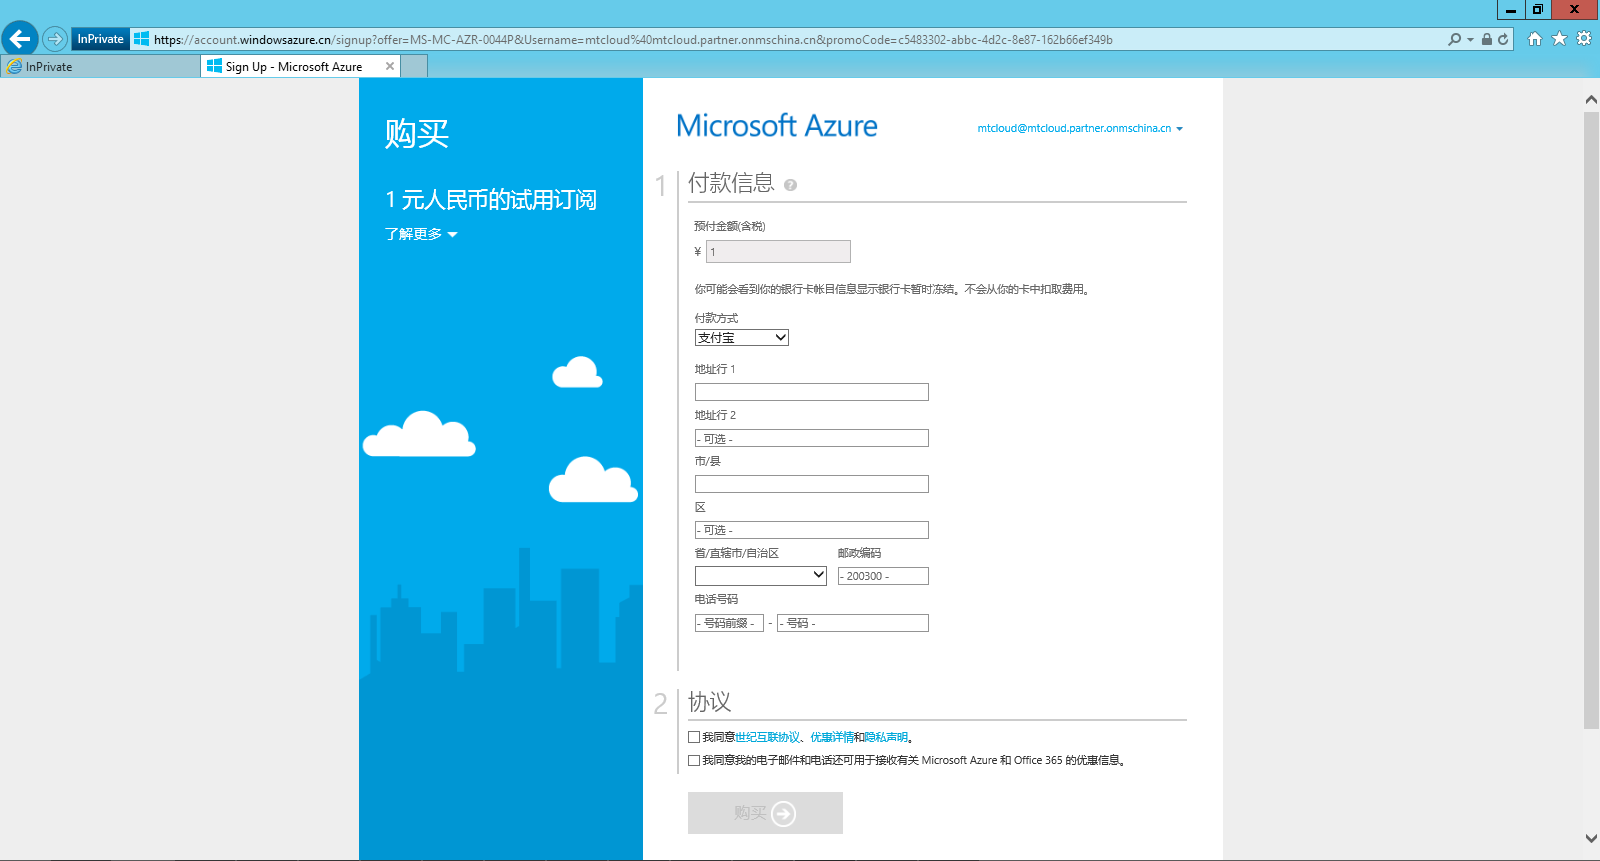 InPrivate
https://account.windowsazure.cn/signup?offer=MS-MC-AZR-0044P&Username=mtcloud%40mtcloud.partner.onmschina.cn&promoCode=c5483302-abbc-4d2c-8e87-162b66ef349b
InPrivate
Sign Up - Microsoft Azure
购买
1 元人民币的试用订阅
了解更多
Microsoft Azure
mtcloud@mtcloud.partner.onmschina.cn
1
付款信息
预付金额(含税)
¥ 1
你可能会看到你的银行卡帐目信息显示银行卡暂时冻结。不会从你的卡中扣取费用。
付款方式
支付宝
地址行 1
地址行 2
- 可选 -
市/县
区
- 可选 -
省/直辖市/自治区 邮政编码
- 200300 -
电话号码
- 号码前缀 - - - 号码 -
2
协议
我同意世纪互联协议、优惠详情和隐私声明。
我同意我的电子邮件和电话还可用于接收有关 Microsoft Azure 和 Office 365 的优惠信息。
购买